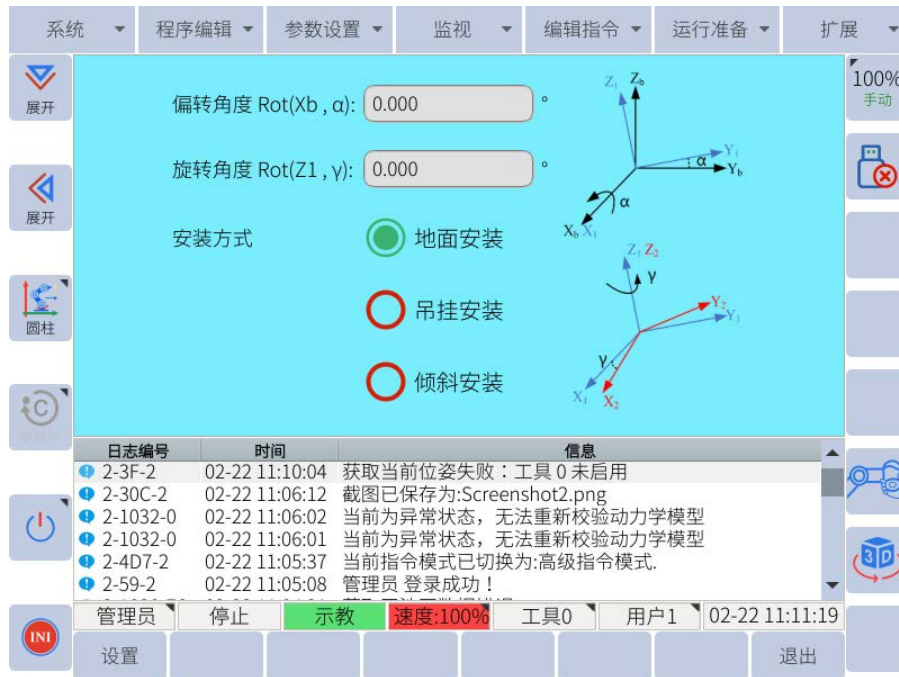 系统 程序编辑 参数设置 监视 编辑指令 运行准备 扩展
展开
偏转角度 Rot(Xb , α): 0.000 °
旋转角度 Rot(Z1 , γ): 0.000 °
安装方式 地面安装
吊挂安装
倾斜安装
Z1 Zb
Y1
α Yb
α
Xb X1
Z1 Z2
γ
Y2
Y1
γ
X1 X2
100%
手动
展开
圆柱
C
3D
日志编号 时间 信息
2-3F-2 02-22 11:10:04 获取当前位姿失败：工具 0 未启用
2-30C-2 02-22 11:06:12 截图已保存为:Screenshot2.png
2-1032-0 02-22 11:06:02 当前为异常状态，无法重新校验动力学模型
2-1032-0 02-22 11:06:01 当前为异常状态，无法重新校验动力学模型
2-4D7-2 02-22 11:05:37 当前指令模式已切换为:高级指令模式.
2-59-2 02-22 11:05:08 管理员 登录成功！
管理员 停止 示教 速度:100% 工具0 用户1 02-22 11:11:19
INI
设置 退出